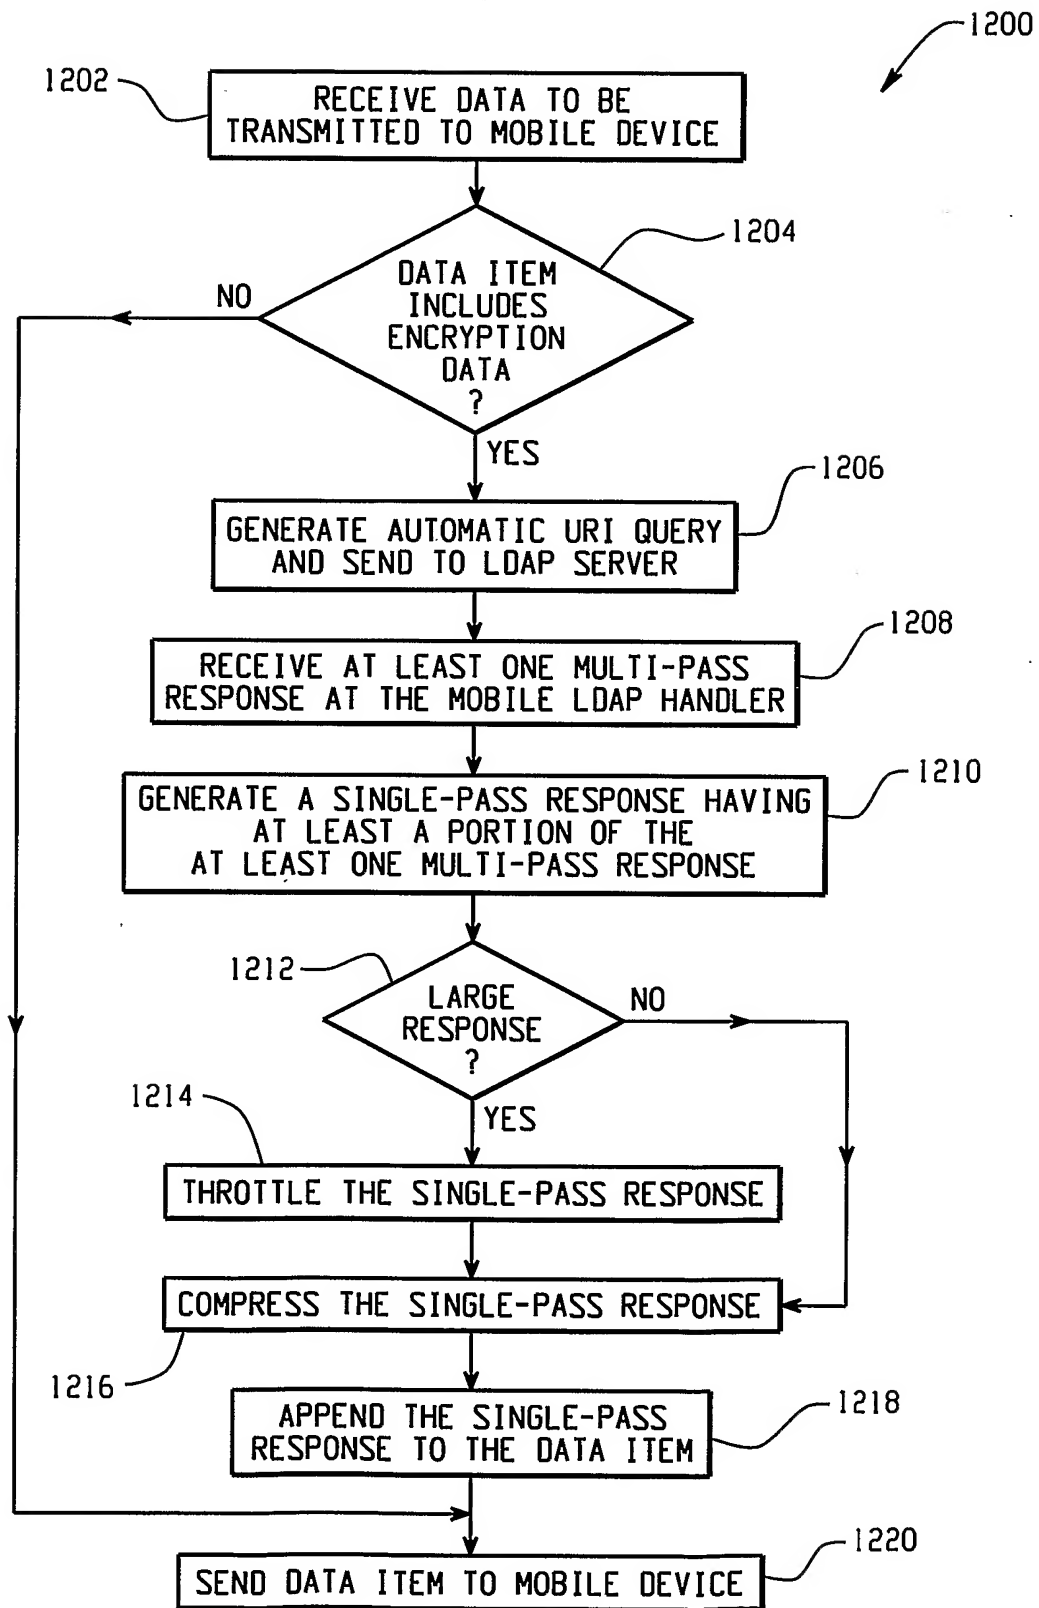 1200
1202
RECEIVE DATA TO BE
TRANSMITTED TO MOBILE DEVICE
1204
DATA ITEM
INCLUDES
ENCRYPTION
DATA
?
NO
YES
1206
GENERATE AUTOMATIC URI QUERY
AND SEND TO LDAP SERVER
1208
RECEIVE AT LEAST ONE MULTI-PASS
RESPONSE AT THE MOBILE LDAP HANDLER
1210
GENERATE A SINGLE-PASS RESPONSE HAVING
AT LEAST A PORTION OF THE
AT LEAST ONE MULTI-PASS RESPONSE
1212
LARGE
RESPONSE
?
NO
YES
1214
THROTTLE THE SINGLE-PASS RESPONSE
COMPRESS THE SINGLE-PASS RESPONSE
1216
APPEND THE SINGLE-PASS
RESPONSE TO THE DATA ITEM
1218
1220
SEND DATA ITEM TO MOBILE DEVICE